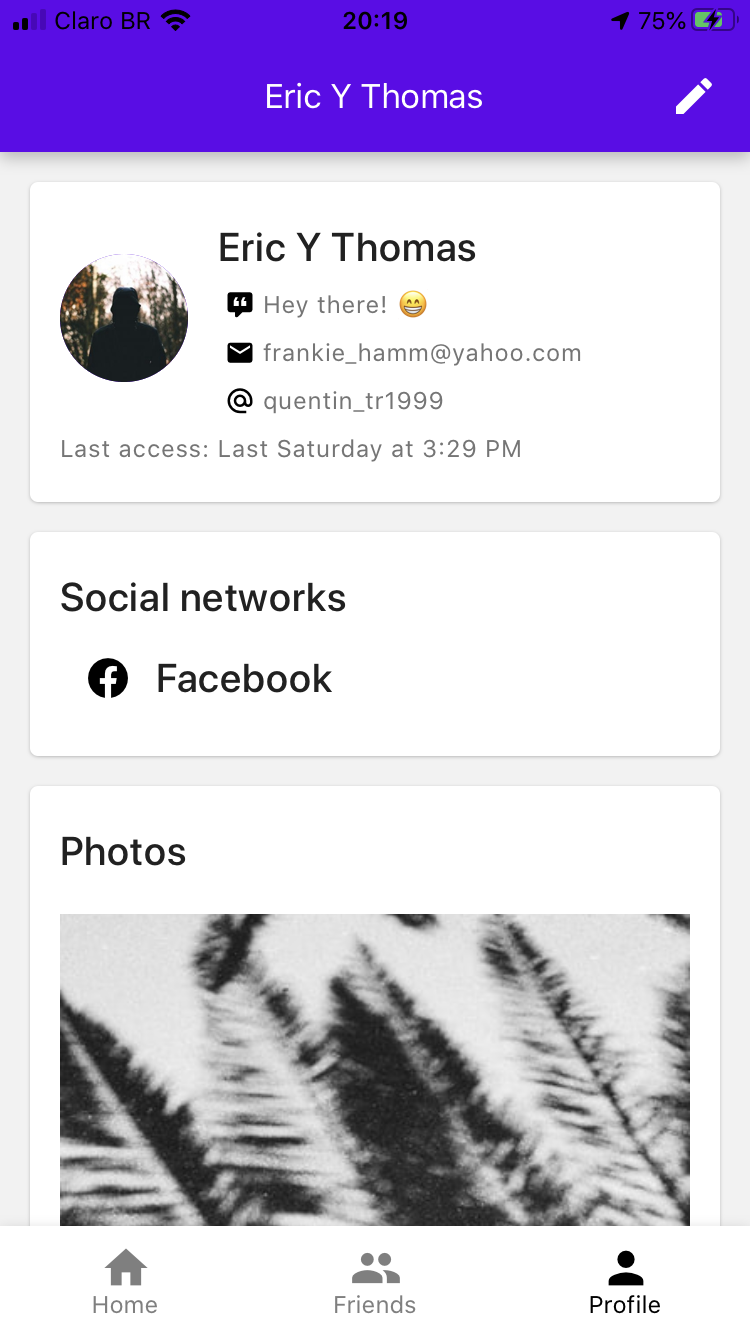 Claro BR 20:19 75%
Eric Y Thomas
Eric Y Thomas
Hey there! 😁
frankie_hamm@yahoo.com
quentin_tr1999
Last access: Last Saturday at 3:29 PM
Social networks
Facebook
Photos
Home Friends Profile